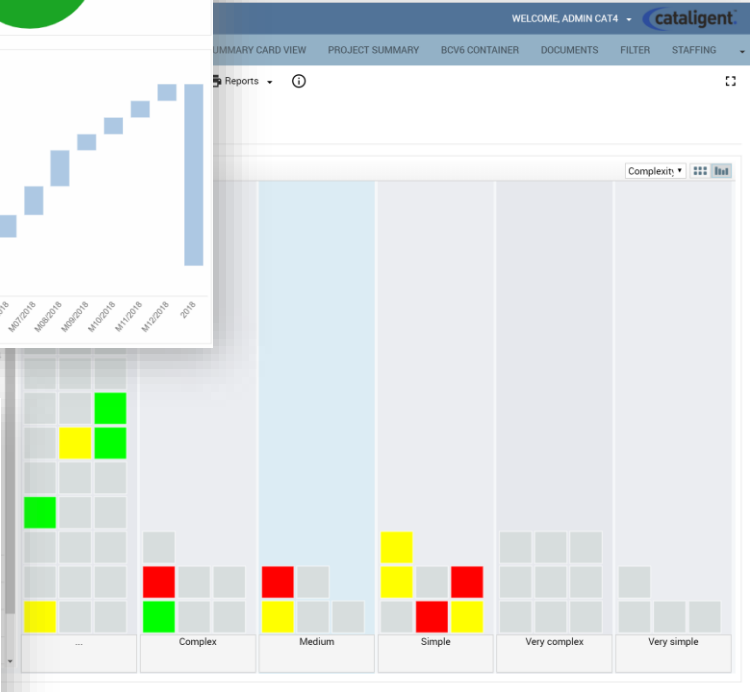 WELCOME, ADMIN CAT4
cataligent
UMMARY CARD VIEW PROJECT SUMMARY BCV6 CONTAINER DOCUMENTS FILTER STAFFING
Reports
Complexity
M07/2018 M08/2018 M09/2018 M10/2018 M11/2018 M12/2018 2018
... Complex Medium Simple Very complex Very simple